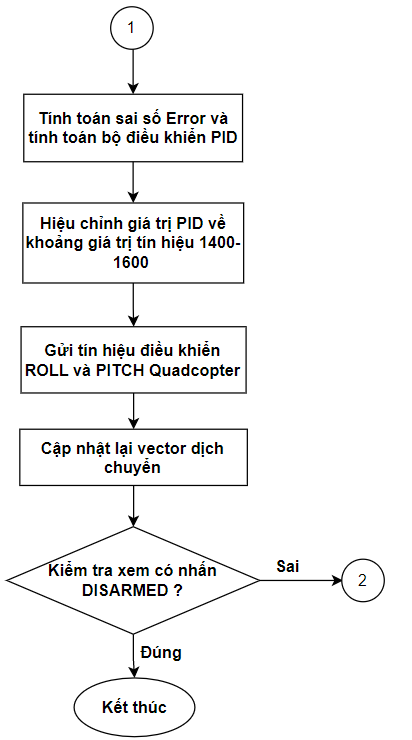 1
Tính toán sai số Error và
tính toán bộ điều khiển PID
Hiệu chỉnh giá trị PID về
khoảng giá trị tín hiệu 1400-
1600
Gửi tín hiệu điều khiển
ROLL và PITCH Quadcopter
Cập nhật lại vector dịch
chuyển
Kiểm tra xem có nhấn
DISARMED ?
Sai
2
Đúng
Kết thúc